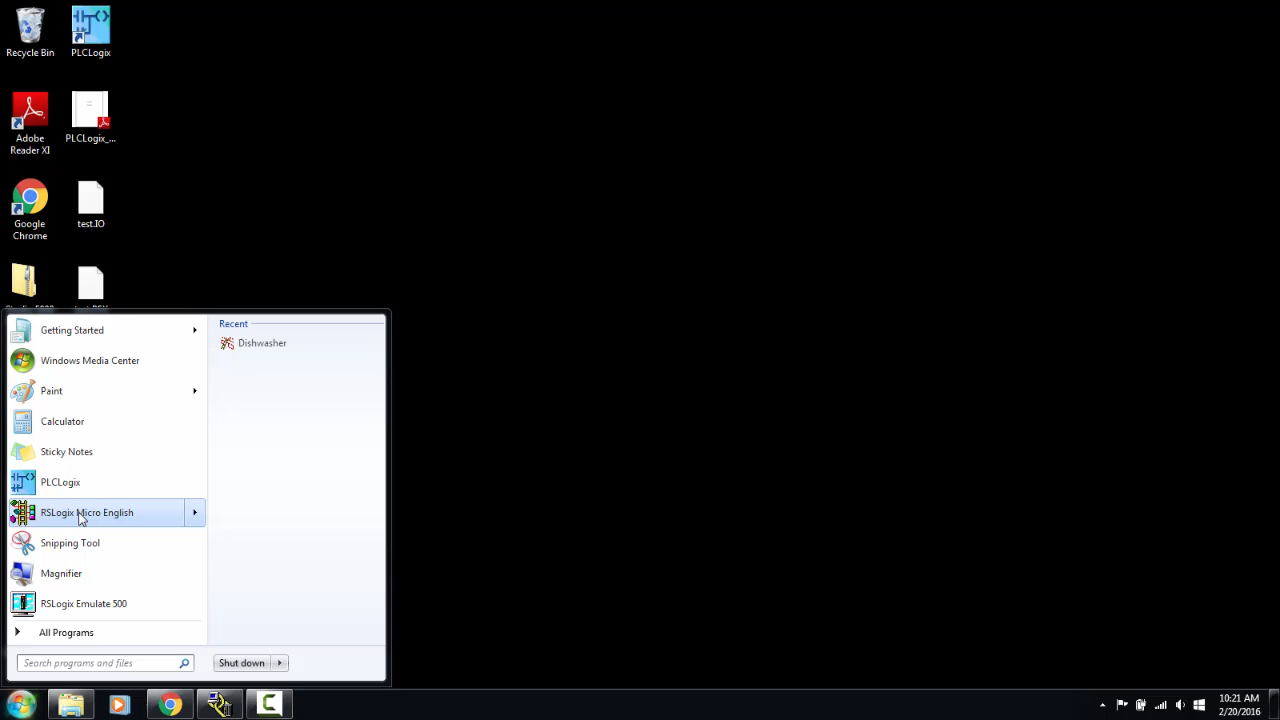 Recycle Bin
PLCLogix
Adobe
Reader XI
PLCLogix_...
Google
Chrome
test.IO
Getting Started
Windows Media Center
Paint
Calculator
Sticky Notes
PLCLogix
RSLogix Micro English
Snipping Tool
Magnifier
RSLogix Emulate 500
All Programs
Search programs and files
Recent
Dishwasher
Shut down
10:21 AM
2/20/2016